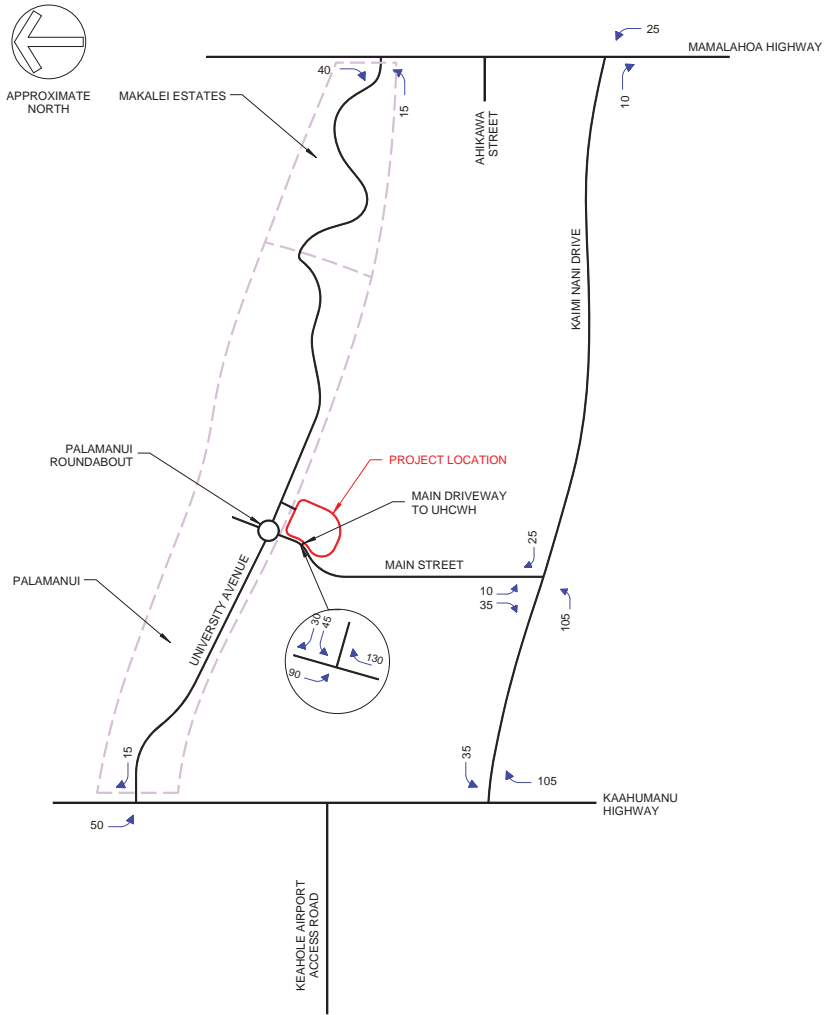 25
MAMALAHOA HIGHWAY
40
APPROXIMATE
NORTH
MAKALEI ESTATES
15
10
AHIKAWA
STREET
KAIMI NANI DRIVE
PALAMANUI
ROUNDABOUT
PROJECT LOCATION
MAIN DRIVEWAY
TO UHCWH
25
MAIN STREET
PALAMANUI
UNIVERSITY AVENUE
10
35
105
30
45
130
90
15
35
105
KAAHUMANU
HIGHWAY
50
KEAHOLE AIRPORT
ACCESS ROAD